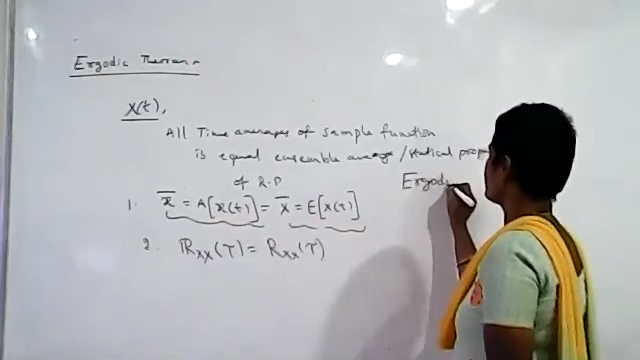 Ergodic Theorem
X(t),
All Time averages of sample function
is equal ensemble average/statical prop
of R.P
1. x̄ = A[x(t)] = X̄ = E[X(t)]
Ergodi
2. ℝxx(τ) = Rxx(τ)